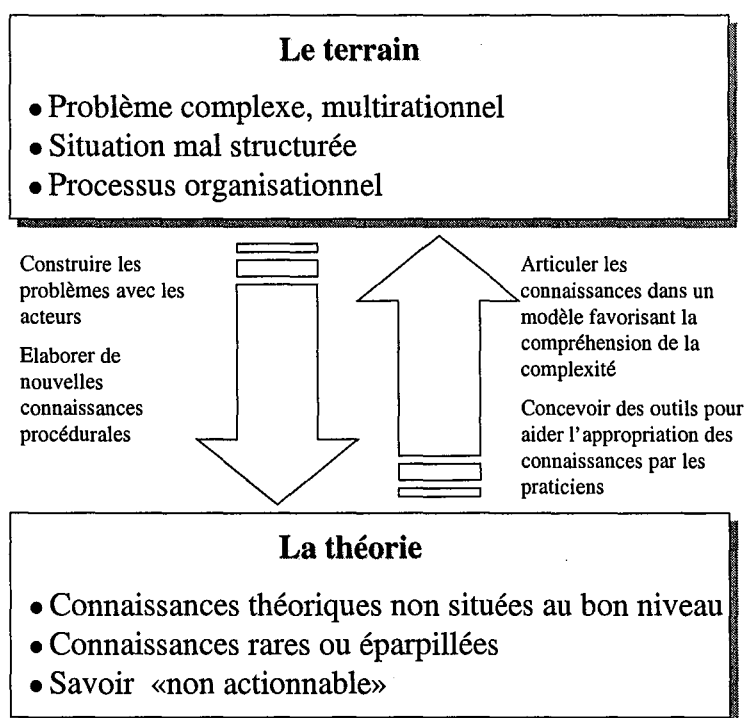 Le terrain
• Problème complexe, multirationnel
• Situation mal structurée
• Processus organisationnel
Construire les
problèmes avec les
acteurs
Elaborer de
nouvelles
connaissances
procédurales
Articuler les
connaissances dans un
modèle favorisant la
compréhension de la
complexité
Concevoir des outils pour
aider l'appropriation des
connaissances par les
praticiens
La théorie
• Connaissances théoriques non situées au bon niveau
• Connaissances rares ou éparpillées
• Savoir «non actionnable»